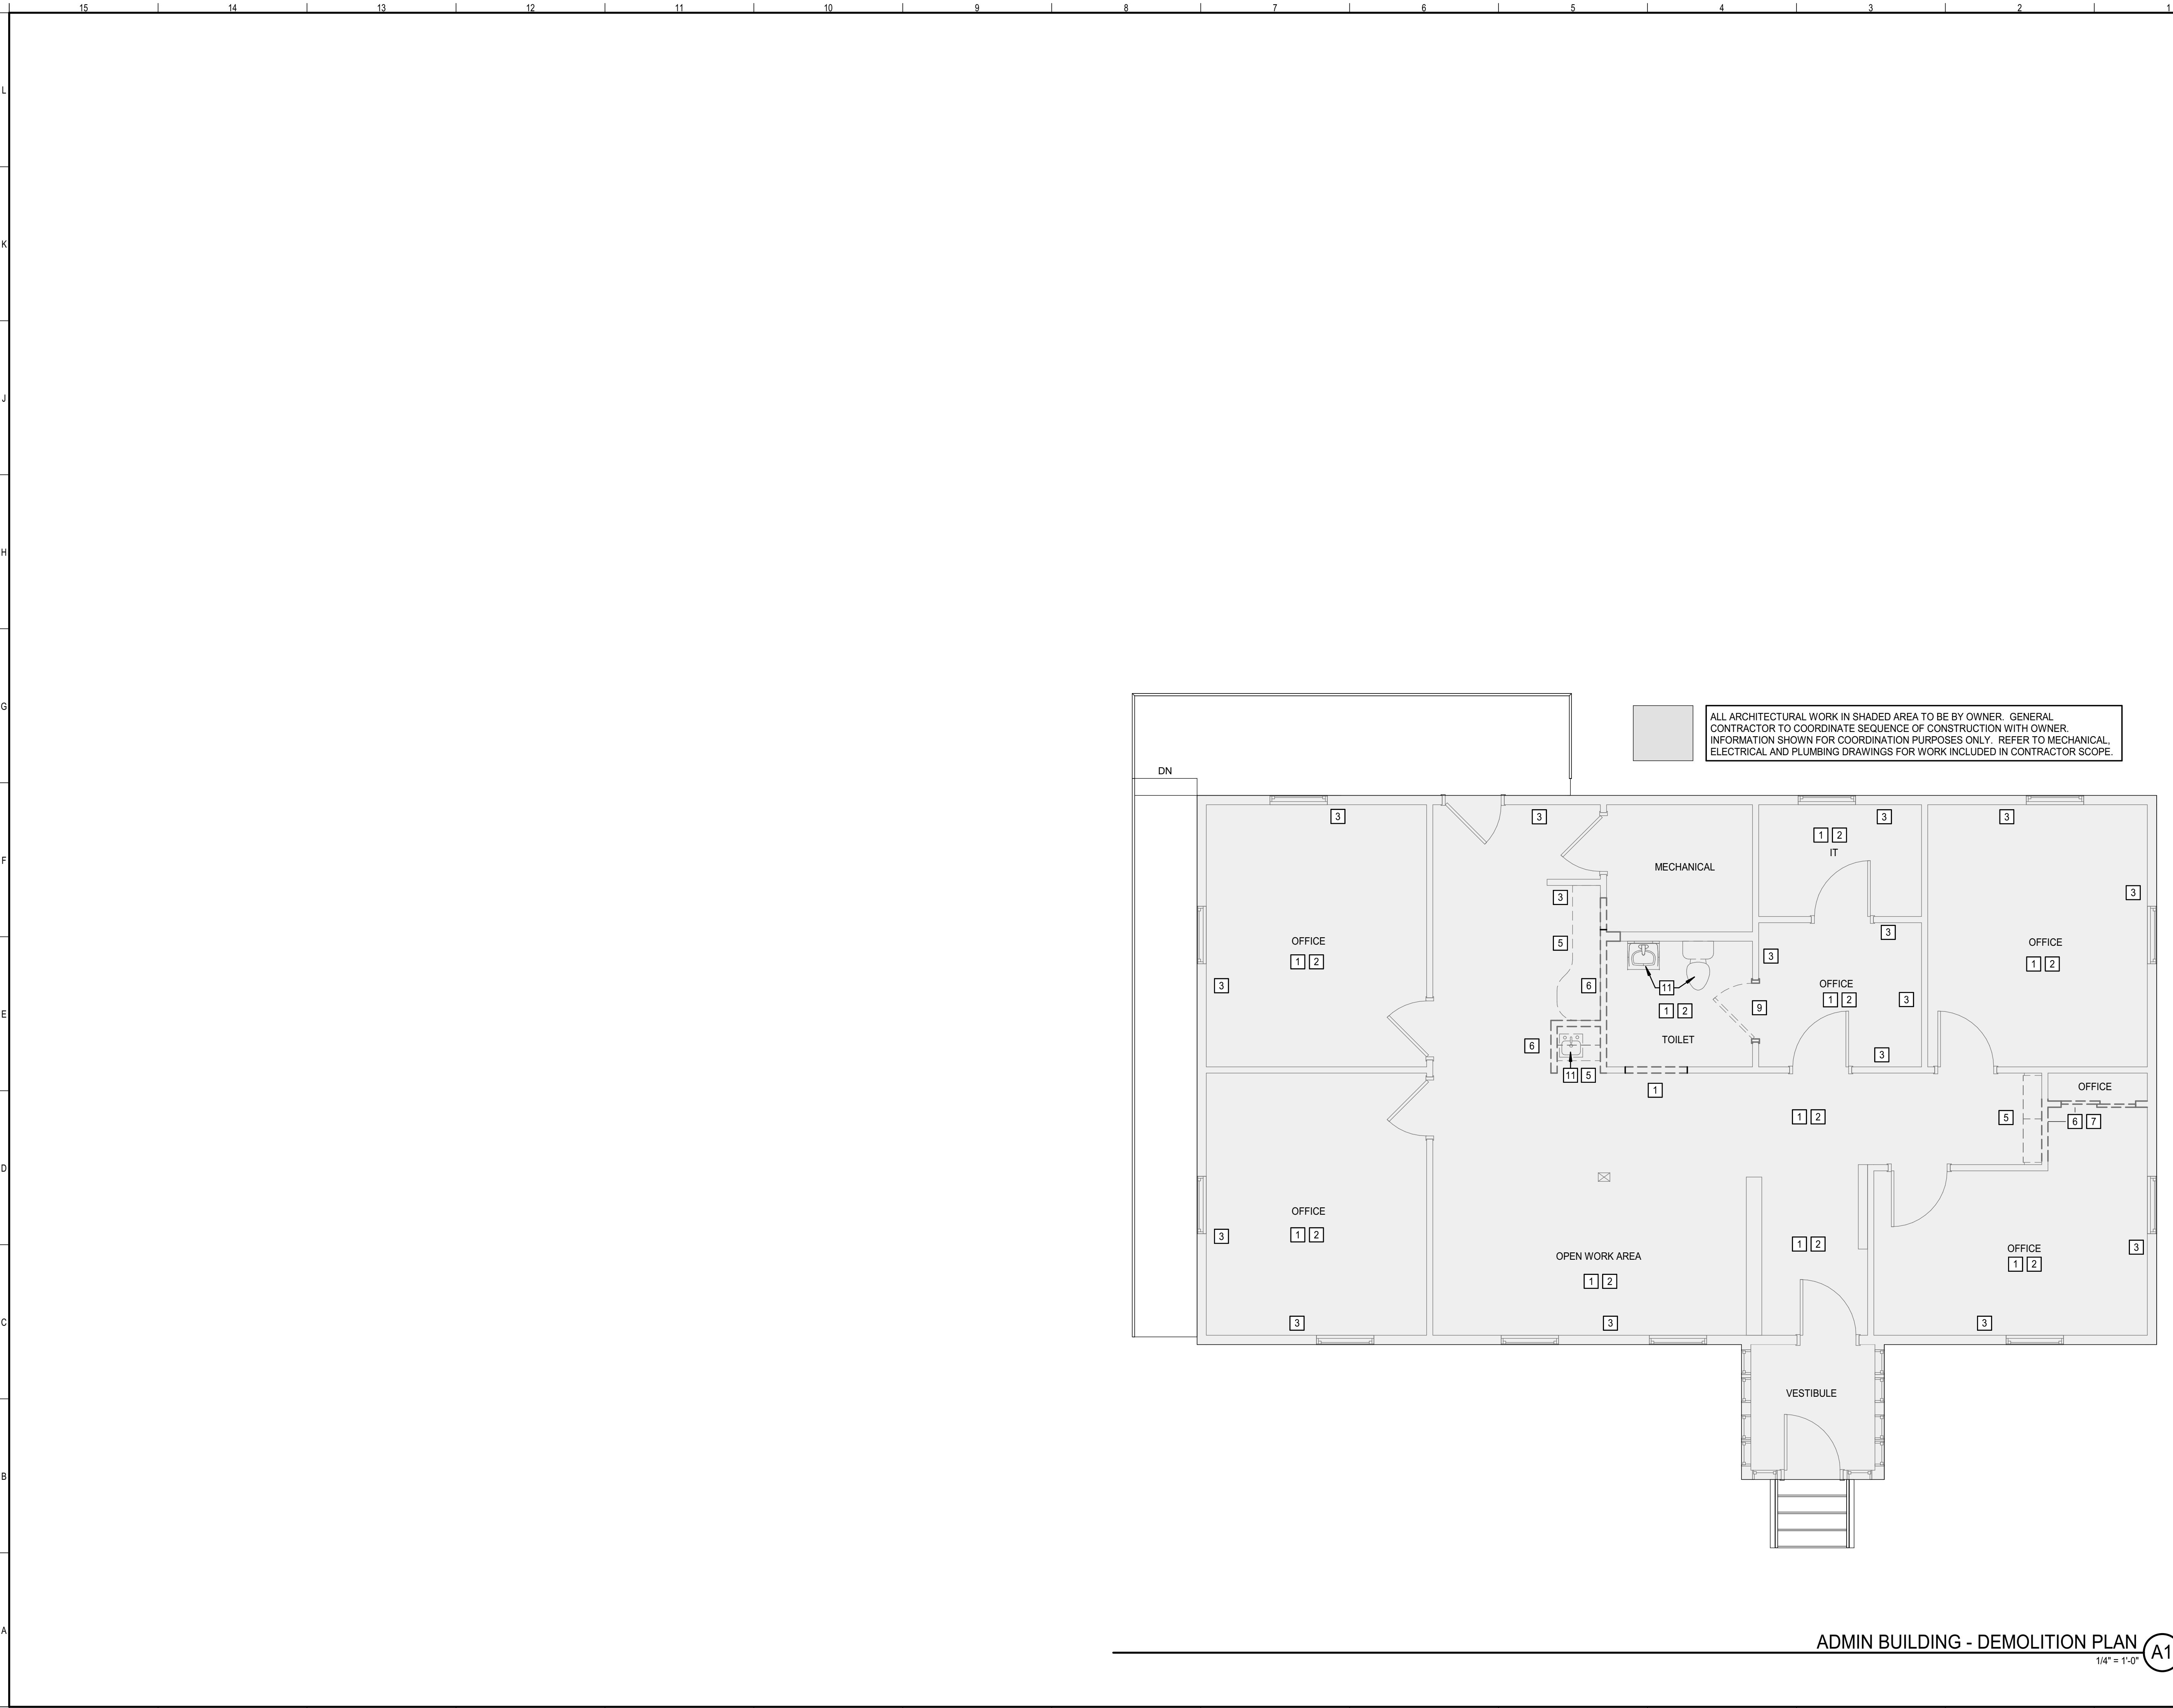 15 14 13 12 11 10 9 8 7 6 5 4 3 2 1
L
K
J
H
G
ALL ARCHITECTURAL WORK IN SHADED AREA TO BE BY OWNER. GENERAL
CONTRACTOR TO COORDINATE SEQUENCE OF CONSTRUCTION WITH OWNER.
INFORMATION SHOWN FOR COORDINATION PURPOSES ONLY. REFER TO MECHANICAL,
ELECTRICAL AND PLUMBING DRAWINGS FOR WORK INCLUDED IN CONTRACTOR SCOPE.
DN
3 3 3 3
1 2
IT
F
MECHANICAL
3
3
3
OFFICE
5
OFFICE
3
1 2
1 2
3
6
OFFICE
11
1 2
3
9
1 2
E
TOILET
6
3
11 5
OFFICE
1
1 2
5
6 7
D
OFFICE
3
1 2
1 2
3
OFFICE
OPEN WORK AREA
1 2
1 2
3
3
3
C
VESTIBULE
B
A
ADMIN BUILDING - DEMOLITION PLAN
A1
1/4" = 1'-0"